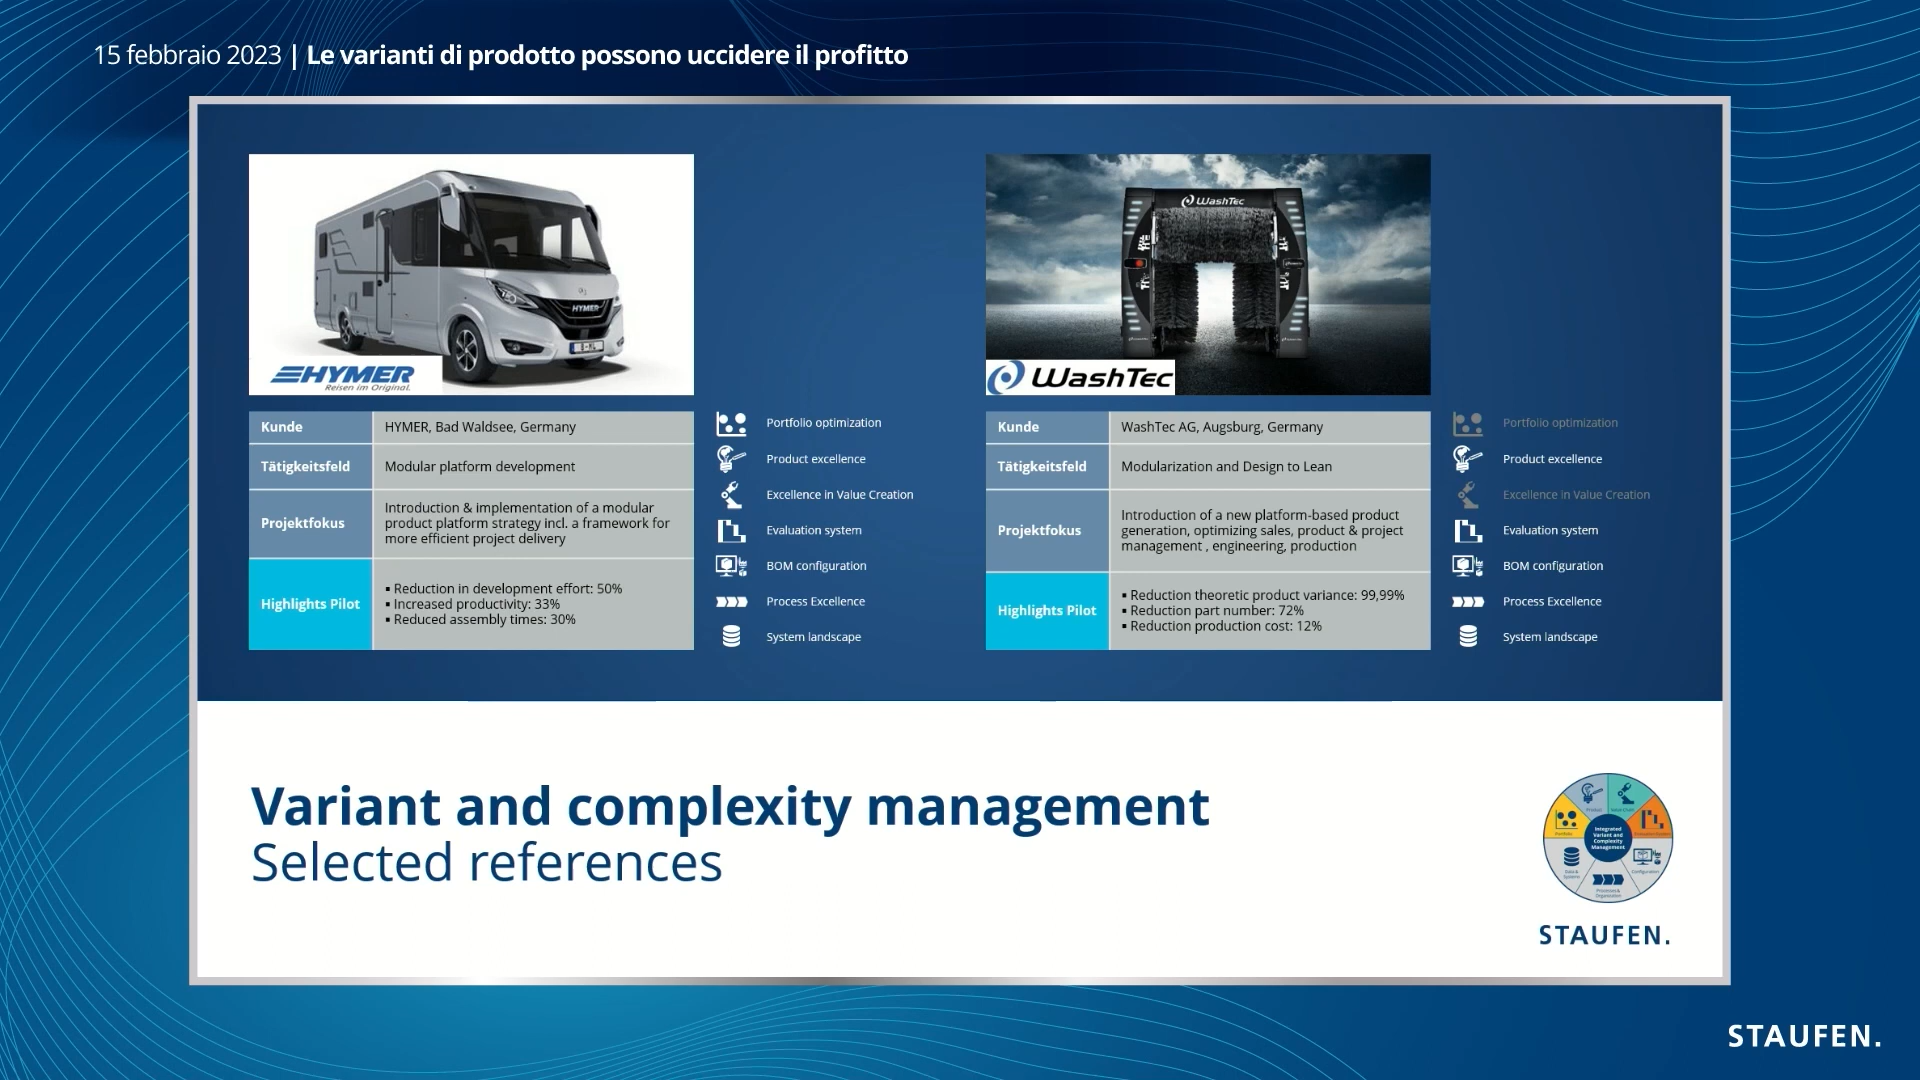 15 febbraio 2023 | Le varianti di prodotto possono uccidere il profitto
HYMER
HYMER
Reisen im Original.
Kunde
HYMER, Bad Waldsee, Germany
Tätigkeitsfeld
Modular platform development
Projektfokus
Introduction & implementation of a modular
product platform strategy incl. a framework for
more efficient project delivery
Highlights Pilot
▪ Reduction in development effort: 50%
▪ Increased productivity: 33%
▪ Reduced assembly times: 30%
Portfolio optimization
Product excellence
Excellence in Value Creation
Evaluation system
BOM configuration
Process Excellence
System landscape
WashTec
WashTec
Kunde
WashTec AG, Augsburg, Germany
Tätigkeitsfeld
Modularization and Design to Lean
Projektfokus
Introduction of a new platform-based product
generation, optimizing sales, product & project
management , engineering, production
Highlights Pilot
▪ Reduction theoretic product variance: 99,99%
▪ Reduction part number: 72%
▪ Reduction production cost: 12%
Portfolio optimization
Product excellence
Excellence in Value Creation
Evaluation system
BOM configuration
Process Excellence
System landscape
Variant and complexity management
Selected references
Integrated
Variant and
Complexity
Management
STAUFEN.
STAUFEN.